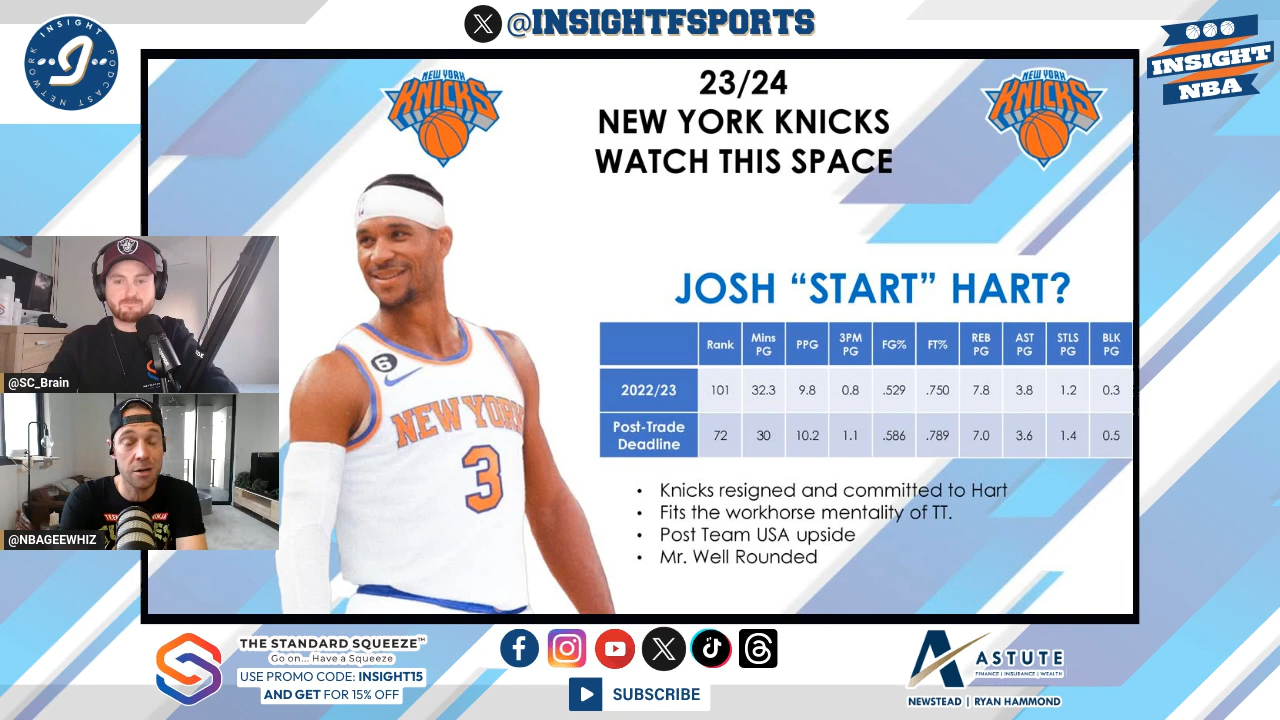 INSIGHT PODCAST NETWORK
@INSIGHTFSPORTS
INSIGHT
NBA
NEW YORK
KNICKS
23/24
NEW YORK KNICKS
WATCH THIS SPACE
NEW YORK
KNICKS
JOSH “START” HART?
Rank Mins PG PPG 3PM PG FG% FT% REB PG AST PG STLS PG BLK PG
2022/23 101 32.3 9.8 0.8 .529 .750 7.8 3.8 1.2 0.3
Post-Trade Deadline 72 30 10.2 1.1 .586 .789 7.0 3.6 1.4 0.5
• Knicks resigned and committed to Hart
• Fits the workhorse mentality of TT.
• Post Team USA upside
• Mr. Well Rounded
6
NEW YORK
3
@SC_Brain
@NBAGEEWHIZ
THE STANDARD SQUEEZE™
Go on... Have a Squeeze
USE PROMO CODE: INSIGHT15
AND GET FOR 15% OFF
SUBSCRIBE
ASTUTE
FINANCE | INSURANCE | WEALTH
NEWSTEAD | RYAN HAMMOND